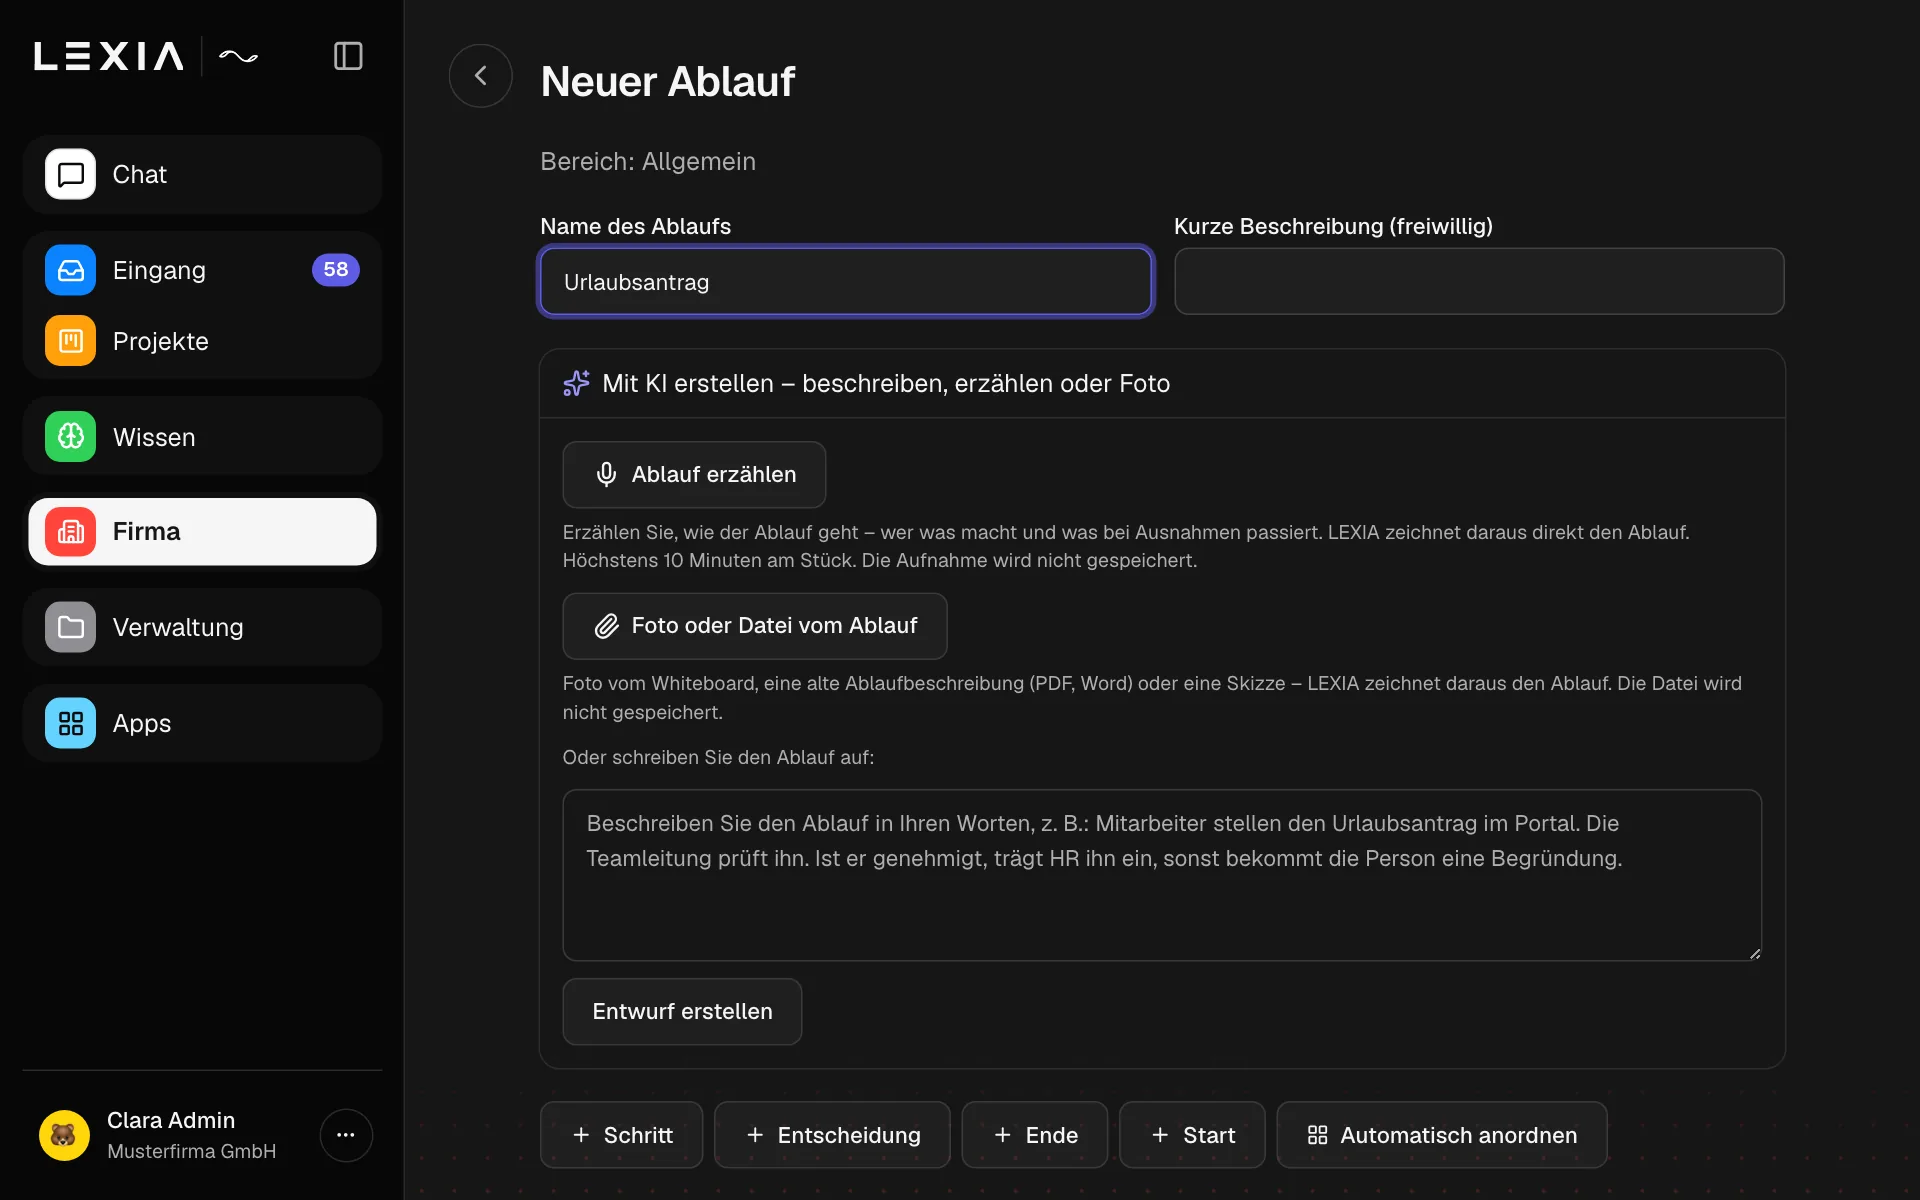 LEXIA
Chat
Eingang 58
Projekte
Wissen
Firma
Verwaltung
Apps
Clara Admin
Musterfirma GmbH
Neuer Ablauf
Bereich: Allgemein
Name des Ablaufs
Urlaubsantrag
Kurze Beschreibung (freiwillig)
Mit KI erstellen – beschreiben, erzählen oder Foto
Ablauf erzählen
Erzählen Sie, wie der Ablauf geht – wer was macht und was bei Ausnahmen passiert. LEXIA zeichnet daraus direkt den Ablauf.
Höchstens 10 Minuten am Stück. Die Aufnahme wird nicht gespeichert.
Foto oder Datei vom Ablauf
Foto vom Whiteboard, eine alte Ablaufbeschreibung (PDF, Word) oder eine Skizze – LEXIA zeichnet daraus den Ablauf. Die Datei wird
nicht gespeichert.
Oder schreiben Sie den Ablauf auf:
Beschreiben Sie den Ablauf in Ihren Worten, z. B.: Mitarbeiter stellen den Urlaubsantrag im Portal. Die
Teamleitung prüft ihn. Ist er genehmigt, trägt HR ihn ein, sonst bekommt die Person eine Begründung.
Entwurf erstellen
+ Schritt
+ Entscheidung
+ Ende
+ Start
Automatisch anordnen